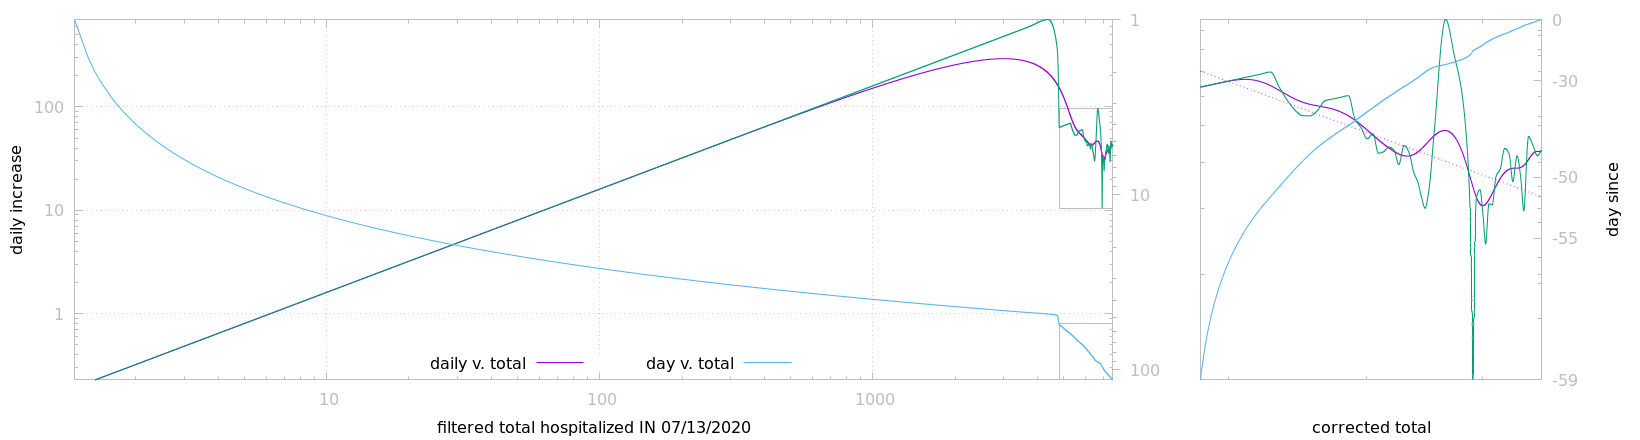 daily increase
100
10
1
10
100
1000
1
10
100
daily v. total
day v. total
filtered total hospitalized IN 07/13/2020
0
-30
-50
-55
-59
day since
corrected total